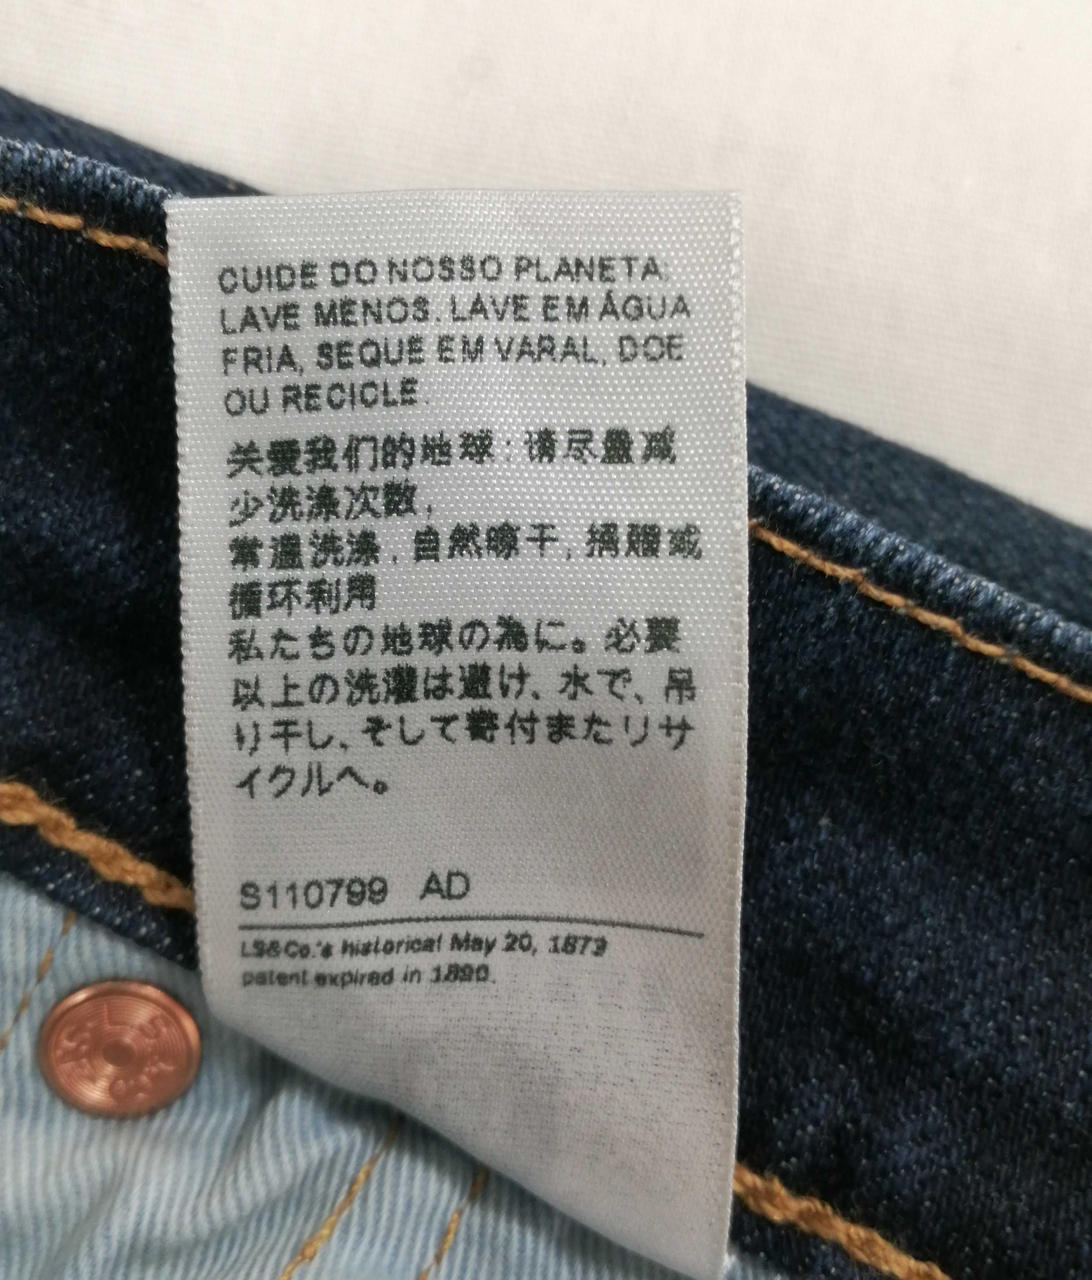 CUIDE DO NOSSO PLANETA:
LAVE MENOS. LAVE EM ÁGUA
FRIA, SEQUE EM VARAL, DOE
OU RECICLE.
关爱我们的地球:请尽量减
少洗涤次数,
常温洗涤,自然晾干,捐赠或
循环利用
私たちの地球の為に。必要
以上の洗濯は避け、水で、吊
り干し、そして寄付またリサ
イクルへ。
S110799 AD
LS&Co.'s historical May 20, 1873
patent expired in 1890.
LS&Co